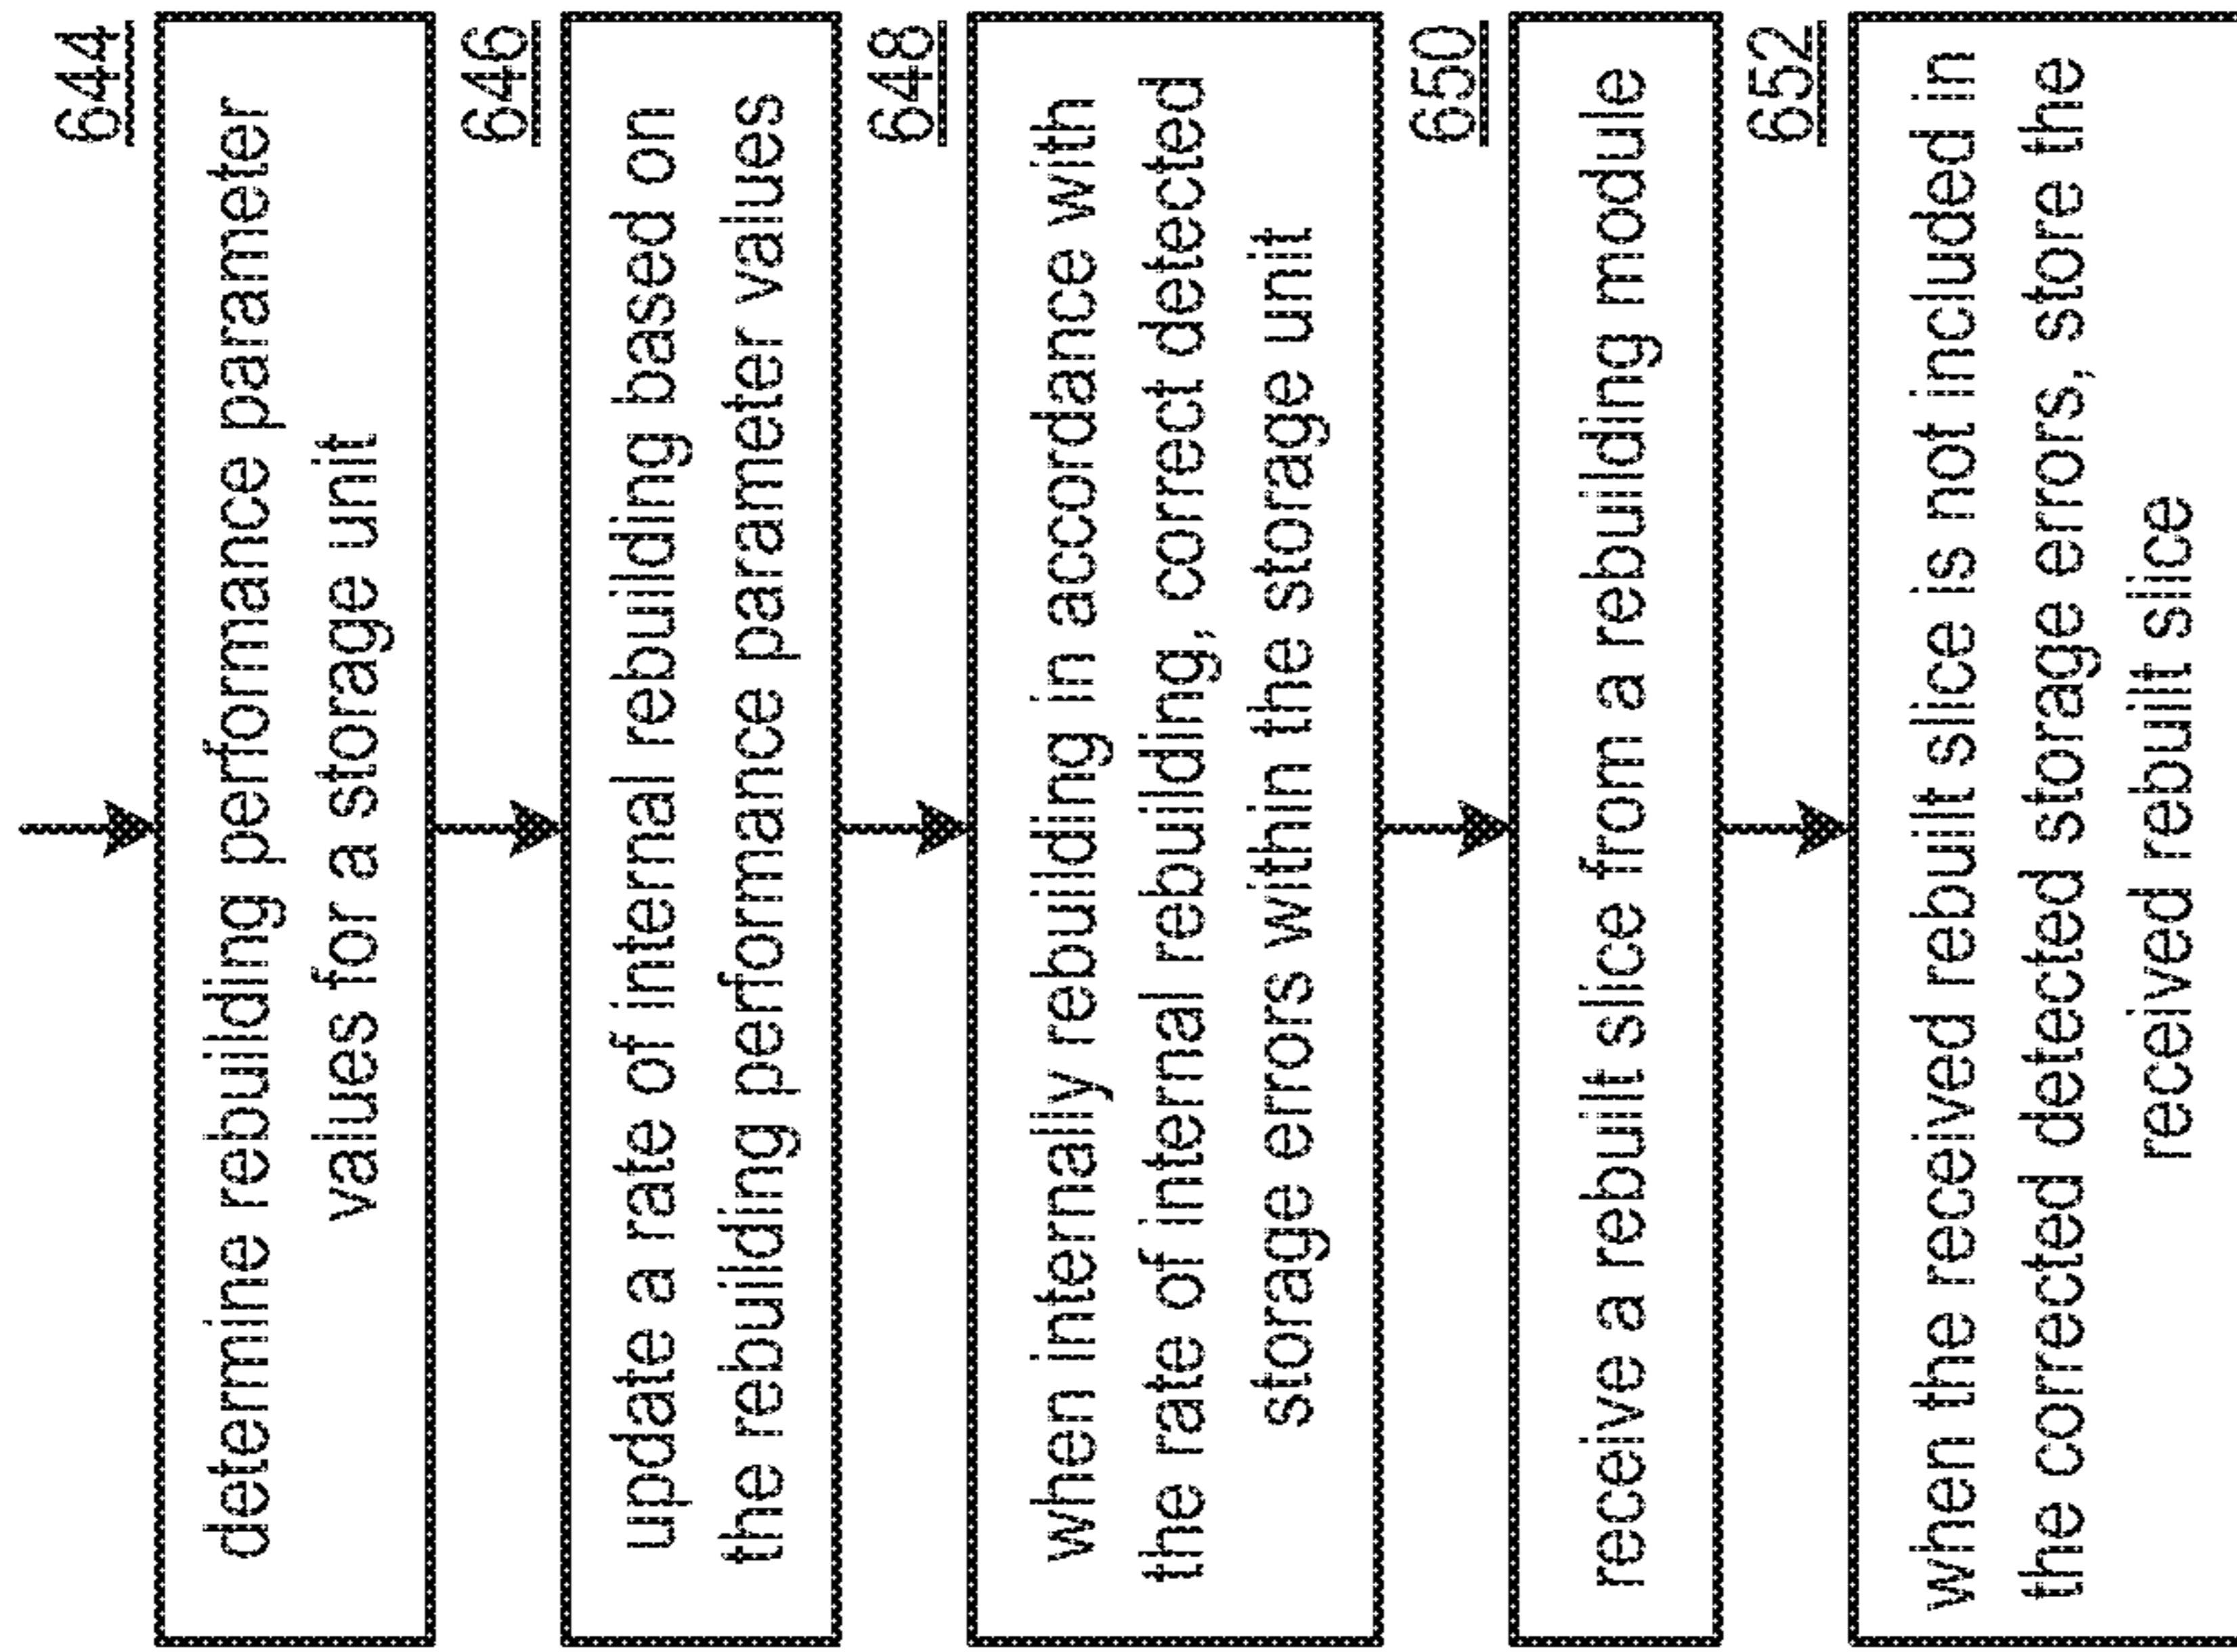 644
determine rebuilding performance parameter
values for a storage unit
646
update a rate of internal rebuilding based on
the rebuilding performance parameter values
648
when internally rebuilding in accordance with
the rate of internal rebuilding, correct detected
storage errors within the storage unit
650
receive a rebuilt slice from a rebuilding module
652
when the received rebuilt slice is not included in
the corrected detected storage errors, store the
received rebuilt slice